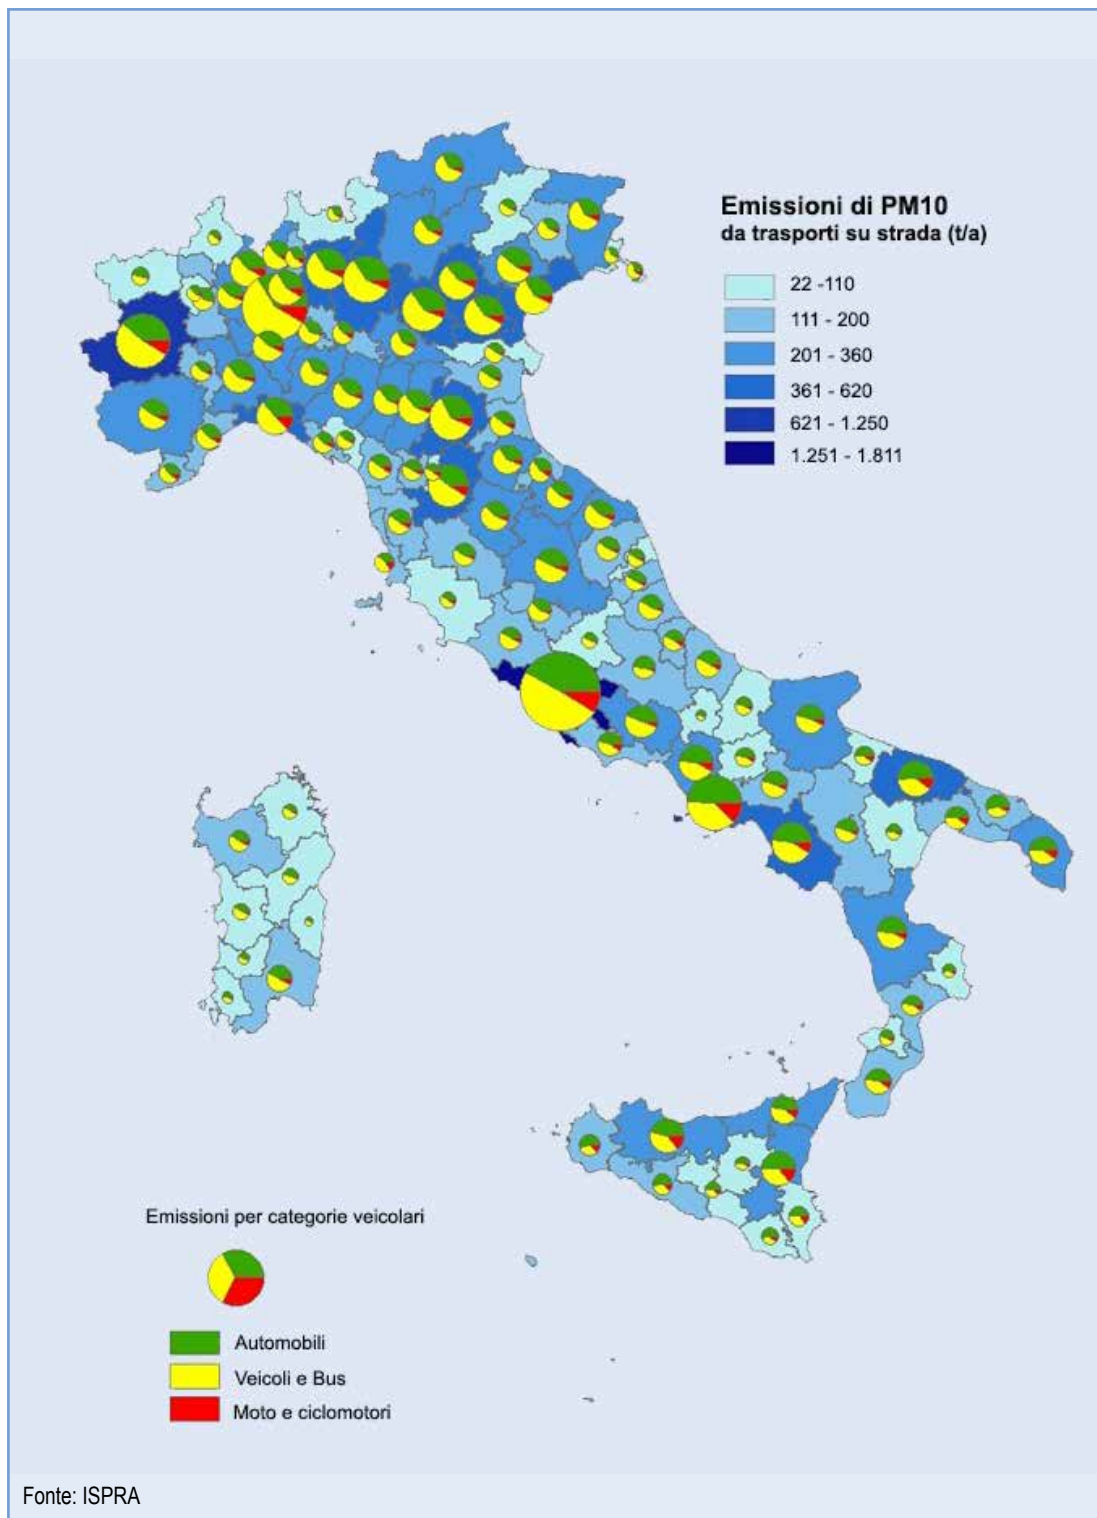 Emissioni di PM10
da trasporti su strada (t/a)
22 -110
111 - 200
201 - 360
361 - 620
621 - 1.250
1.251 - 1.811
Emissioni per categorie veicolari
Automobili
Veicoli e Bus
Moto e ciclomotori
Fonte: ISPRA